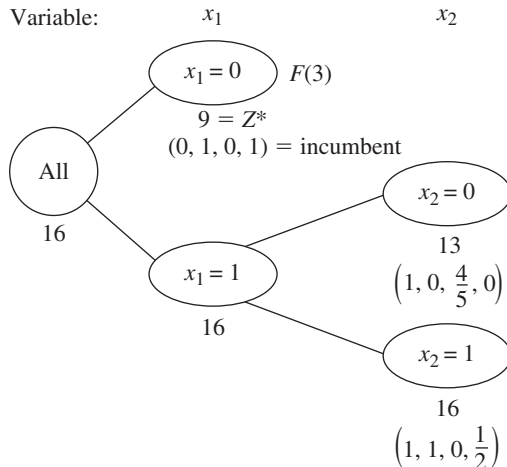 Variable: x₁ x₂
x₁ = 0 F(3)
9 = Z*
(0, 1, 0, 1) = incumbent
All
16
x₂ = 0
13
(1, 0, 4/5, 0)
x₁ = 1
16
x₂ = 1
16
(1, 1, 0, 1/2)